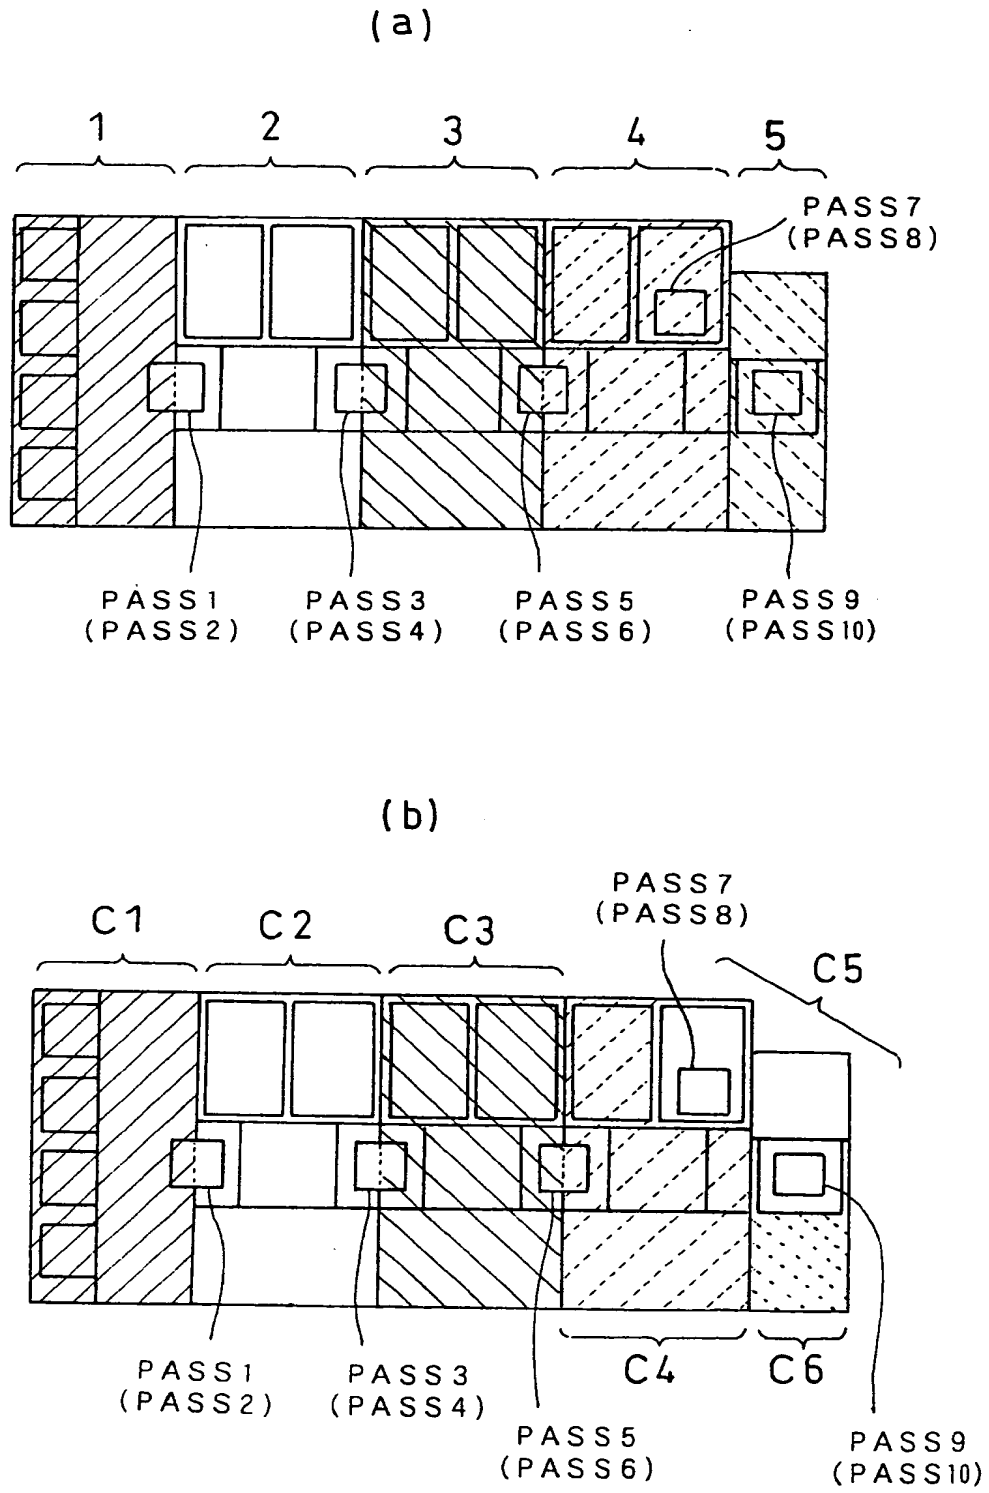 (a)
1 2 3 4 5
PASS7
(PASS8)
PASS1 PASS3 PASS5 PASS9
(PASS2) (PASS4) (PASS6) (PASS10)
(b)
PASS7
(PASS8)
C1 C2 C3 C5
C4 C6
PASS1 PASS3
(PASS2) (PASS4)
PASS5 PASS9
(PASS6) (PASS10)